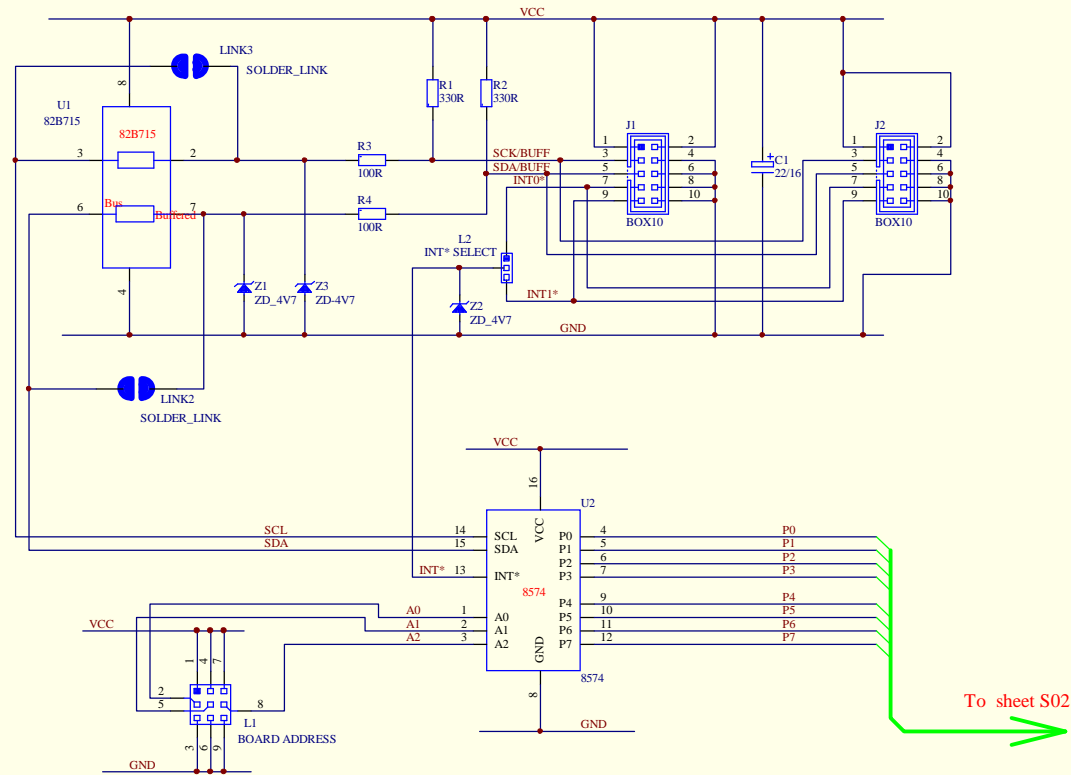 VCC
LINK3
SOLDER_LINK
8
U1
82B715
82B715
3
2
Bus
6
7
Buffered
4
R1
330R
R2
330R
R3
100R
R4
100R
SCK/BUFF
SDA/BUFF
INT0*
J1
1
2
3
4
5
6
7
8
9
10
BOX10
C1
+
22/16
J2
1
2
3
4
5
6
7
8
9
10
BOX10
L2
INT* SELECT
INT1*
Z1
ZD_4V7
Z3
ZD-4V7
Z2
ZD_4V7
GND
LINK2
SOLDER_LINK
VCC
16
U2
SCL
14
SCL
SDA
15
SDA
INT*
13
INT*
A0
1
A0
A1
2
A1
A2
3
A2
VCC
8574
GND
P0
4
P0
P1
5
P1
P2
6
P2
P3
7
P3
P4
9
P4
P5
10
P5
P6
11
P6
P7
12
P7
8574
8
GND
VCC
1
4
7
2
5
8
L1
BOARD ADDRESS
3
6
9
GND
To sheet S02